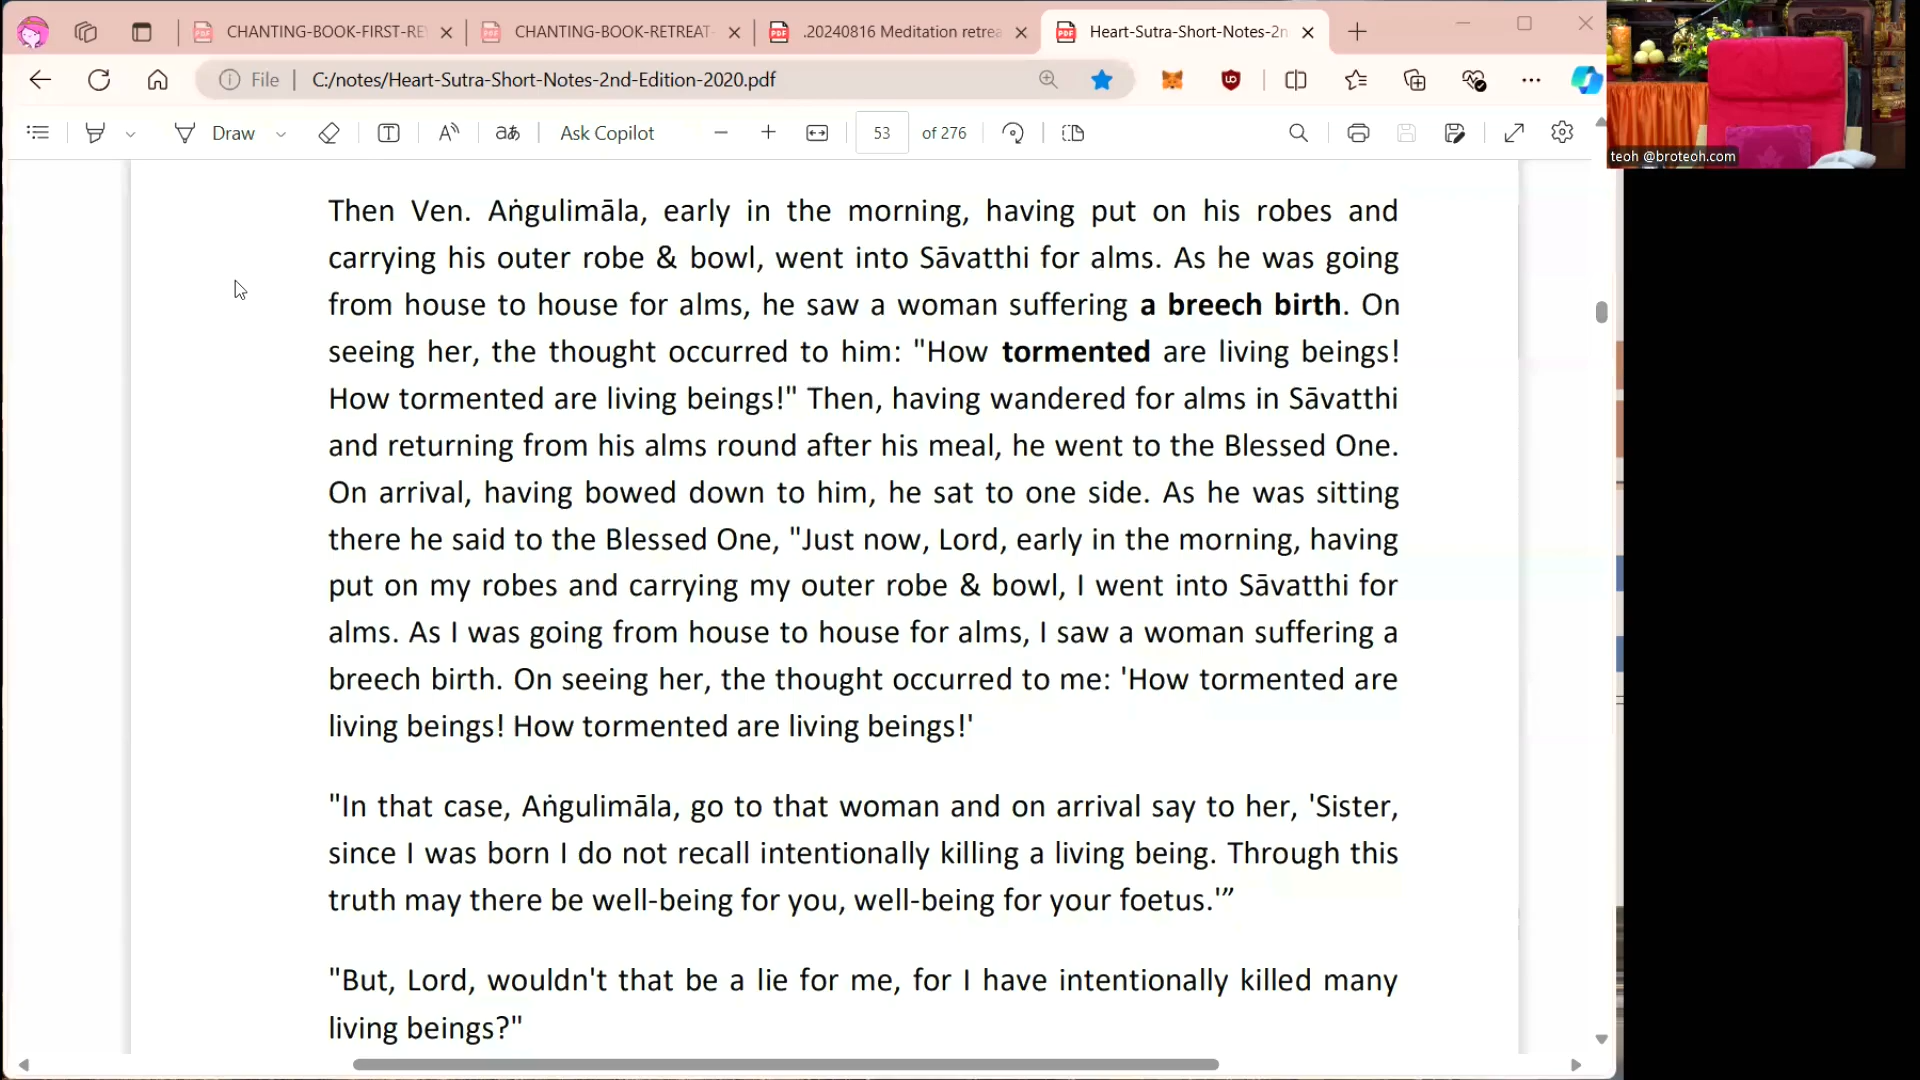 CHANTING-BOOK-FIRST-RE
CHANTING-BOOK-RETREAT-
.20240816 Meditation retrea
Heart-Sutra-Short-Notes-2n
File
C:/notes/Heart-Sutra-Short-Notes-2nd-Edition-2020.pdf
Draw
Ask Copilot
53
of 276
teoh @broteoh.com
Then Ven. Aṅgulimāla, early in the morning, having put on his robes and
carrying his outer robe & bowl, went into Sāvatthi for alms. As he was going
from house to house for alms, he saw a woman suffering a breech birth. On
seeing her, the thought occurred to him: "How tormented are living beings!
How tormented are living beings!" Then, having wandered for alms in Sāvatthi
and returning from his alms round after his meal, he went to the Blessed One.
On arrival, having bowed down to him, he sat to one side. As he was sitting
there he said to the Blessed One, "Just now, Lord, early in the morning, having
put on my robes and carrying my outer robe & bowl, I went into Sāvatthi for
alms. As I was going from house to house for alms, I saw a woman suffering a
breech birth. On seeing her, the thought occurred to me: 'How tormented are
living beings! How tormented are living beings!'
"In that case, Aṅgulimāla, go to that woman and on arrival say to her, 'Sister,
since I was born I do not recall intentionally killing a living being. Through this
truth may there be well-being for you, well-being for your foetus.'”
"But, Lord, wouldn't that be a lie for me, for I have intentionally killed many
living beings?"